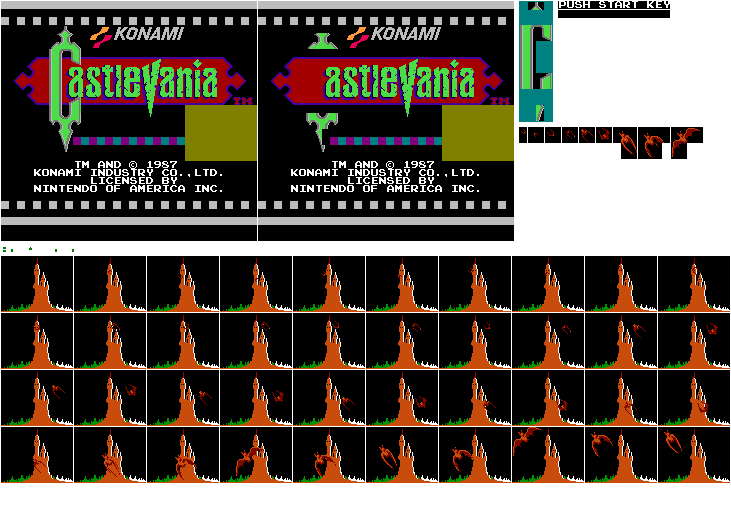 KONAMI
Castlevania
TM
TM AND © 1987
KONAMI INDUSTRY CO.,LTD.
LICENSED BY
NINTENDO OF AMERICA INC.
KONAMI
astlevania
TM
TM AND © 1987
KONAMI INDUSTRY CO.,LTD.
LICENSED BY
NINTENDO OF AMERICA INC.
PUSH START KEY